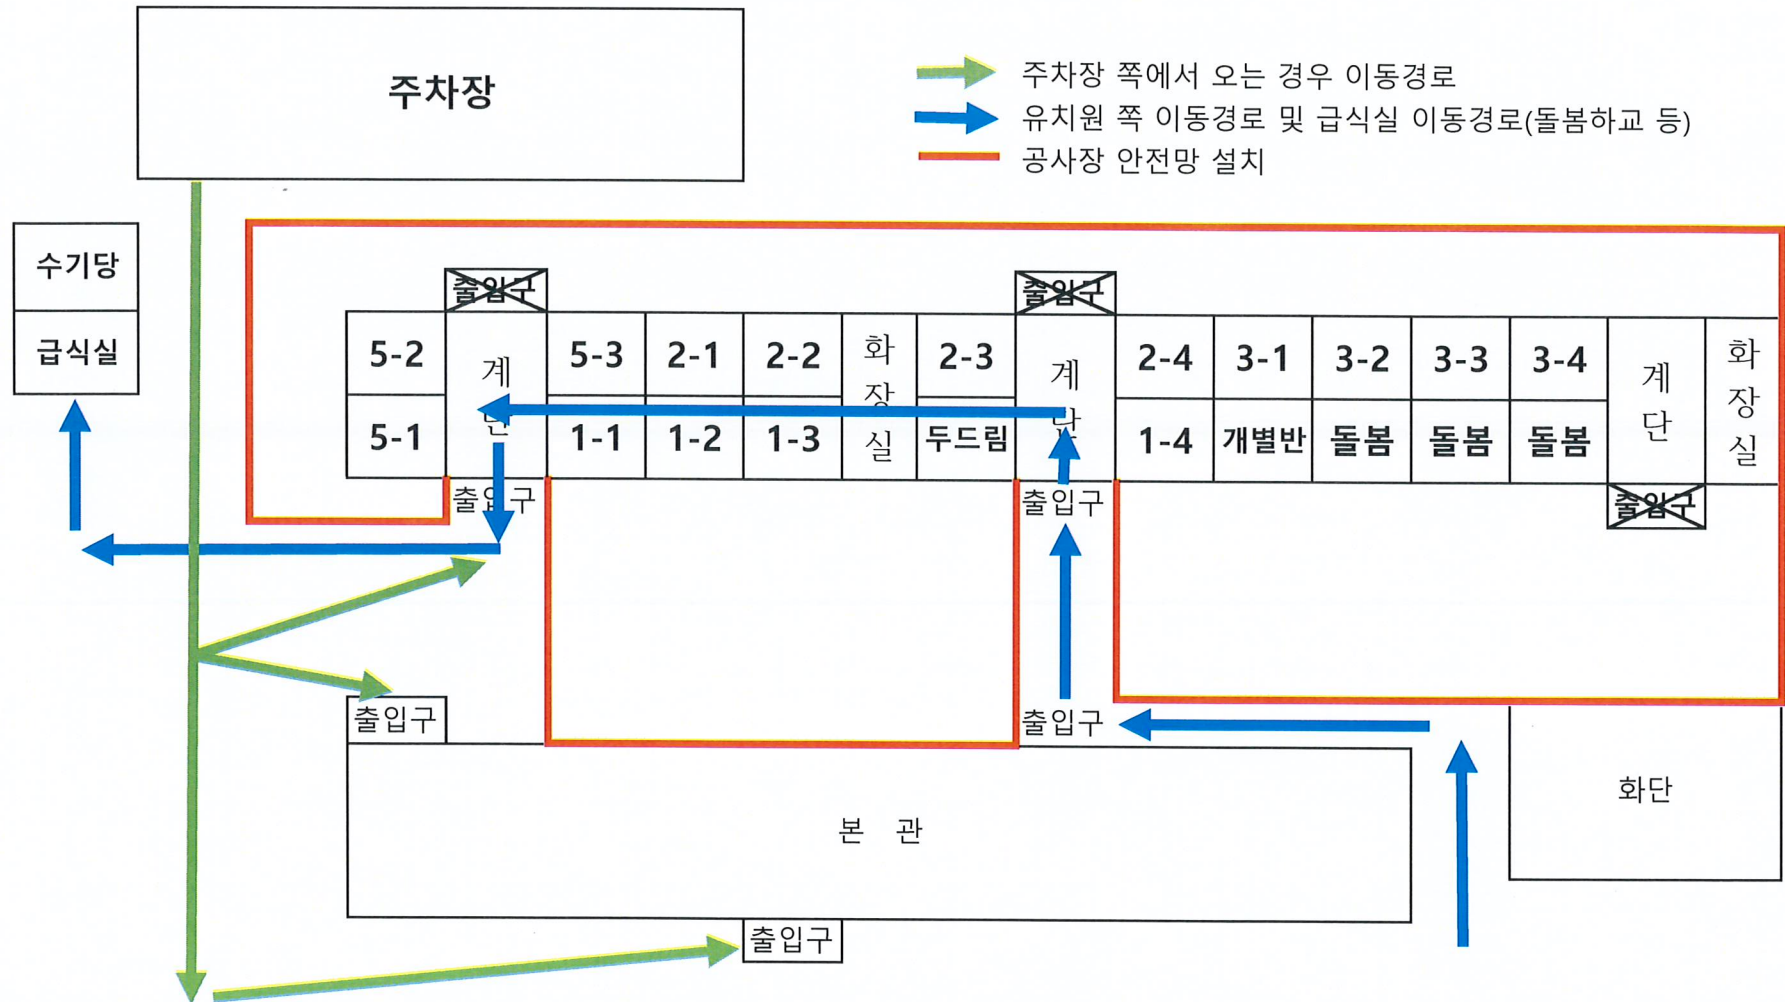 주차장
주차장 쪽에서 오는 경우 이동경로
유치원 쪽 이동경로 및 급식실 이동경로(돌봄하교 등)
공사장 안전망 설치
수기당
급식실
출입구
출입구
5-2
계단
5-3
2-1
2-2
화장실
2-3
계단
2-4
3-1
3-2
3-3
3-4
계단
화장실
5-1
1-1
1-2
1-3
두드림
1-4
개별반
돌봄
돌봄
돌봄
출입구
출입구
출입구
출입구
출입구
화단
본 관
출입구